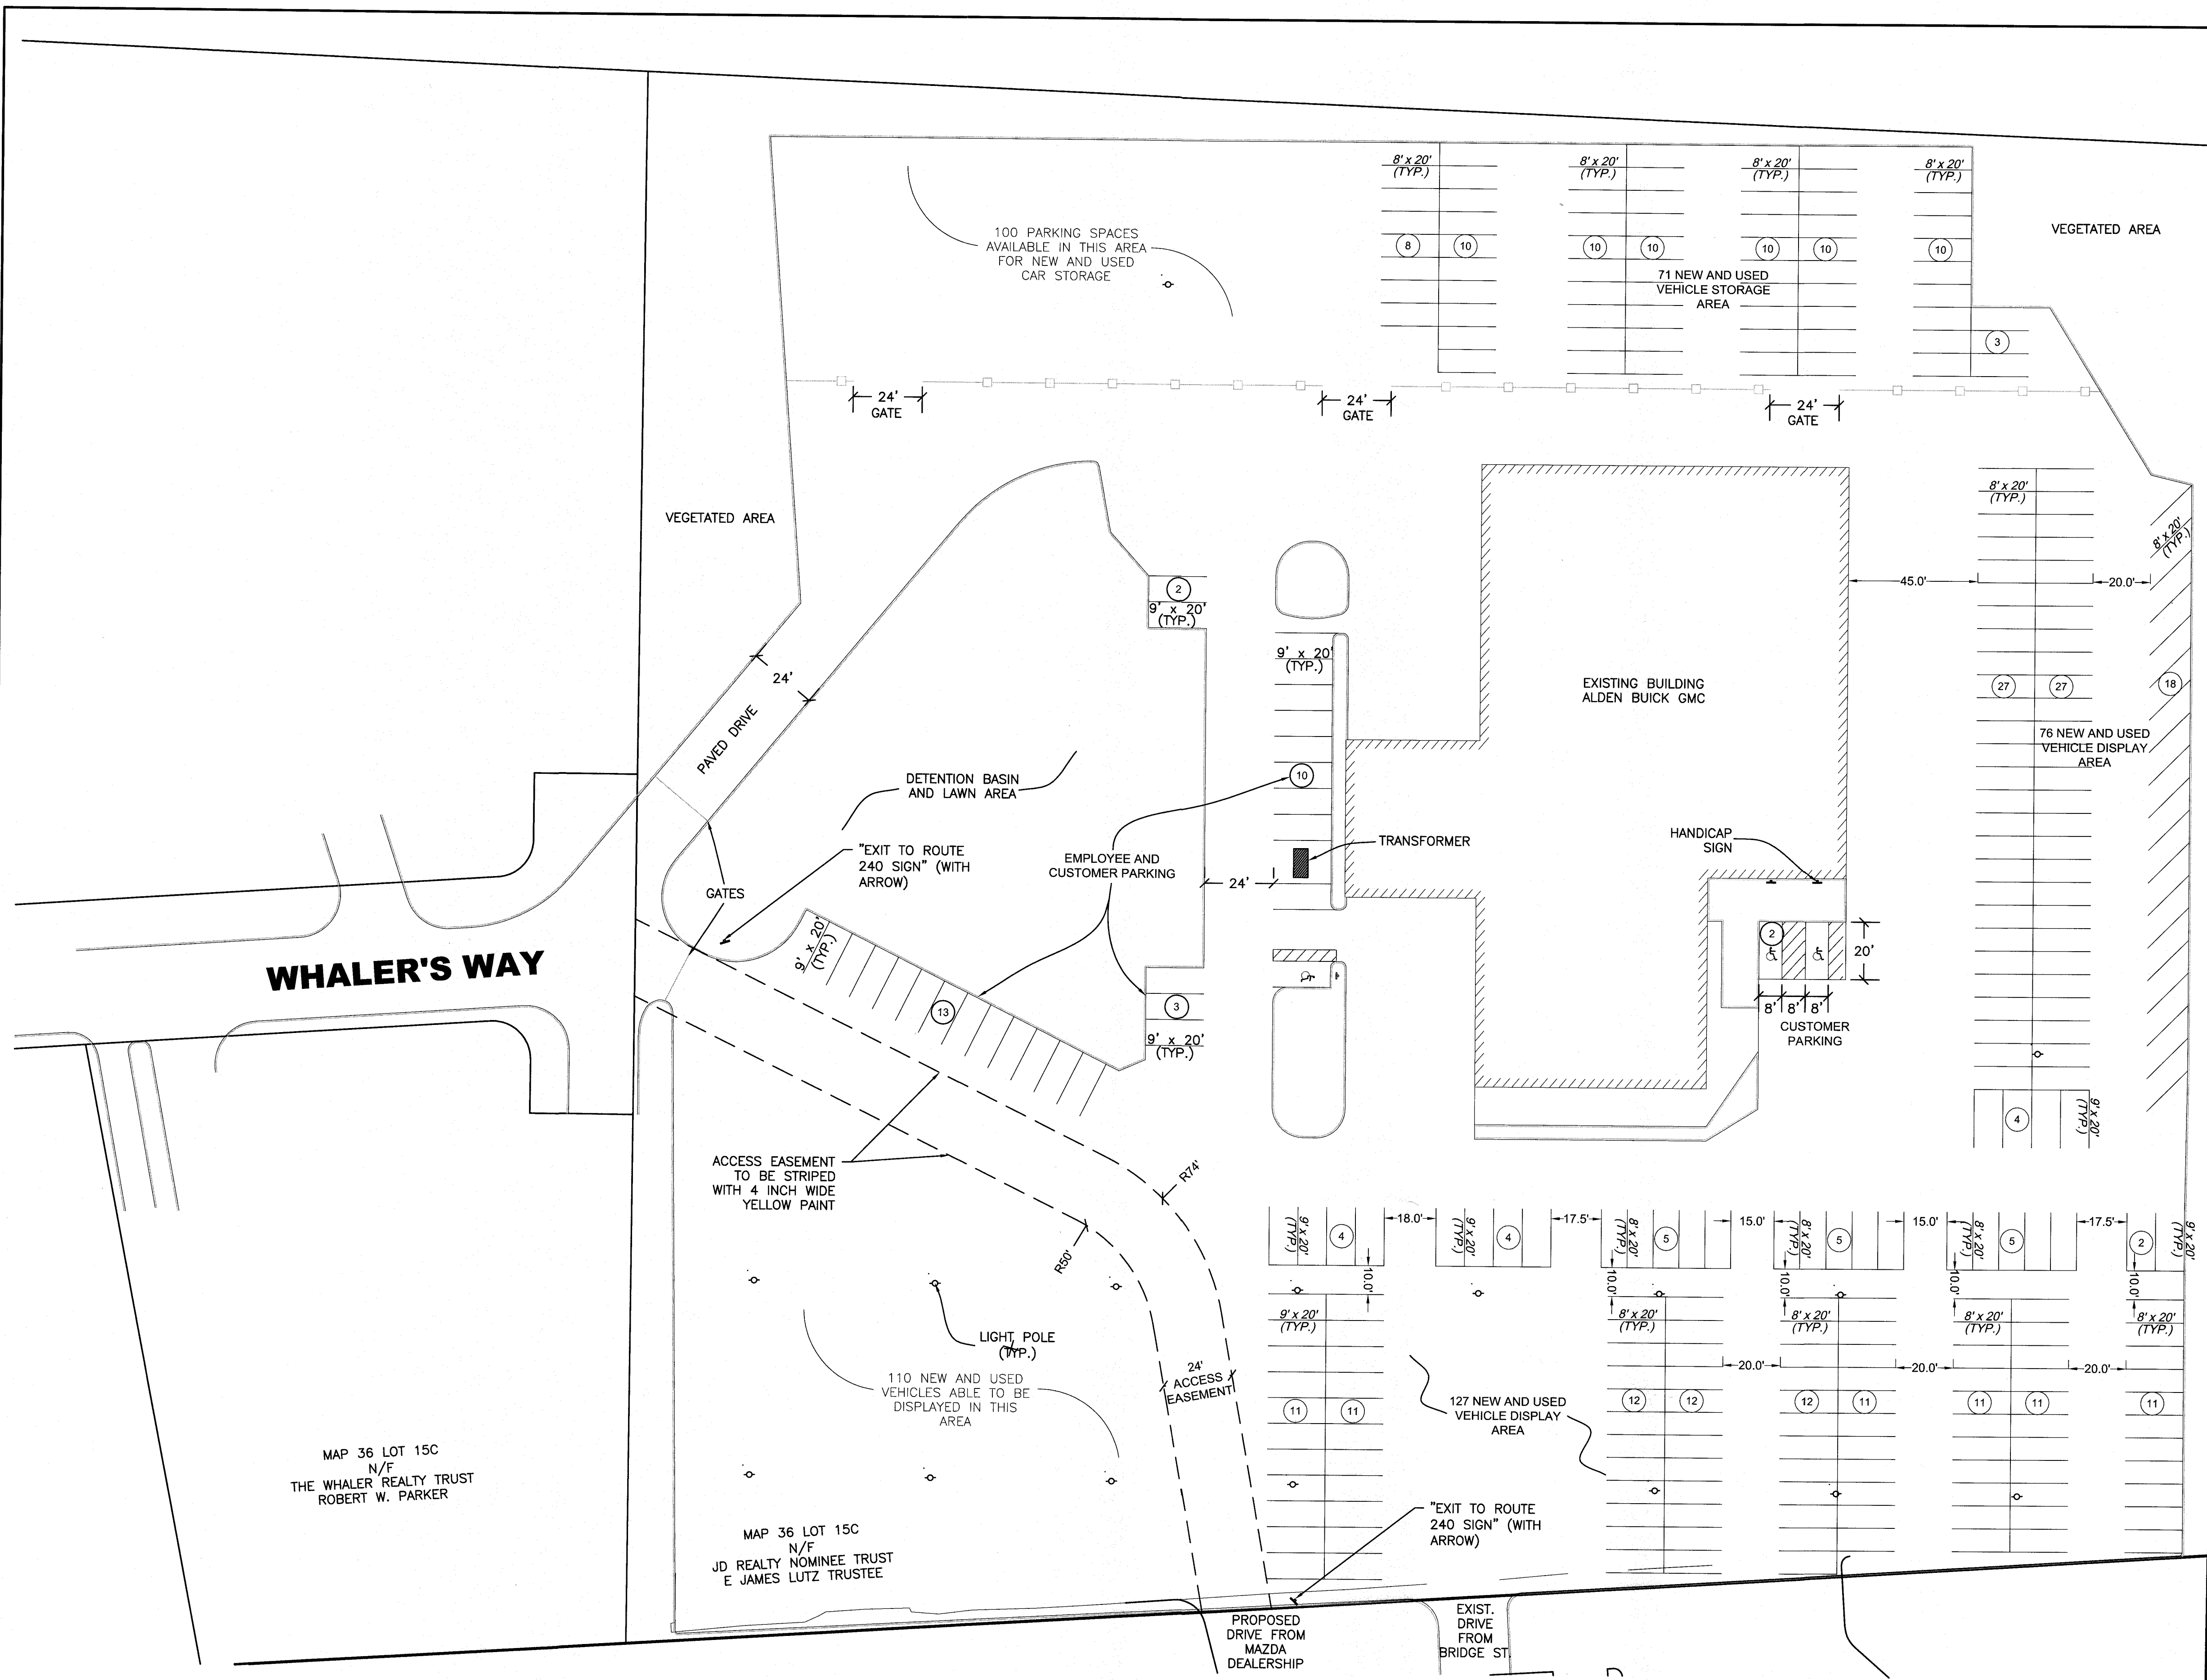 8' x 20'
(TYP.)
8' x 20'
(TYP.)
8' x 20'
(TYP.)
8' x 20'
(TYP.)
VEGETATED AREA
100 PARKING SPACES
AVAILABLE IN THIS AREA
FOR NEW AND USED
CAR STORAGE
8
10
10
10
10
10
10
71 NEW AND USED
VEHICLE STORAGE
AREA
3
24'
GATE
24'
GATE
24'
GATE
VEGETATED AREA
8' x 20'
(TYP.)
8' x 20'
(TYP.)
2
9' x 20'
(TYP.)
45.0'
20.0'
9' x 20'
(TYP.)
24'
PAVED DRIVE
EXISTING BUILDING
ALDEN BUICK GMC
27
27
18
76 NEW AND USED
VEHICLE DISPLAY
AREA
DETENTION BASIN
AND LAWN AREA
10
"EXIT TO ROUTE
240 SIGN" (WITH
ARROW)
EMPLOYEE AND
CUSTOMER PARKING
TRANSFORMER
HANDICAP
SIGN
GATES
24'
9' x 20'
(TYP.)
2
20'
WHALER'S WAY
13
3
9' x 20'
(TYP.)
8'
8'
8'
CUSTOMER
PARKING
4
9' x 20'
(TYP.)
ACCESS EASEMENT
TO BE STRIPED
WITH 4 INCH WIDE
YELLOW PAINT
R74'
R50'
9' x 20'
(TYP.)
4
18.0'
9' x 20'
(TYP.)
4
17.5'
8' x 20'
(TYP.)
5
15.0'
8' x 20'
(TYP.)
5
15.0'
8' x 20'
(TYP.)
5
17.5'
2
9' x 20'
(TYP.)
10.0'
10.0'
10.0'
10.0'
10.0'
LIGHT POLE
(TYP.)
9' x 20'
(TYP.)
8' x 20'
(TYP.)
8' x 20'
(TYP.)
8' x 20'
(TYP.)
8' x 20'
(TYP.)
20.0'
20.0'
20.0'
110 NEW AND USED
VEHICLES ABLE TO BE
DISPLAYED IN THIS
AREA
24'
ACCESS
EASEMENT
11
11
127 NEW AND USED
VEHICLE DISPLAY
AREA
12
12
12
11
11
11
11
MAP 36 LOT 15C
N/F
THE WHALER REALTY TRUST
ROBERT W. PARKER
MAP 36 LOT 15C
N/F
JD REALTY NOMINEE TRUST
E JAMES LUTZ TRUSTEE
"EXIT TO ROUTE
240 SIGN" (WITH
ARROW)
PROPOSED
DRIVE FROM
MAZDA
DEALERSHIP
EXIST.
DRIVE
FROM
BRIDGE ST.